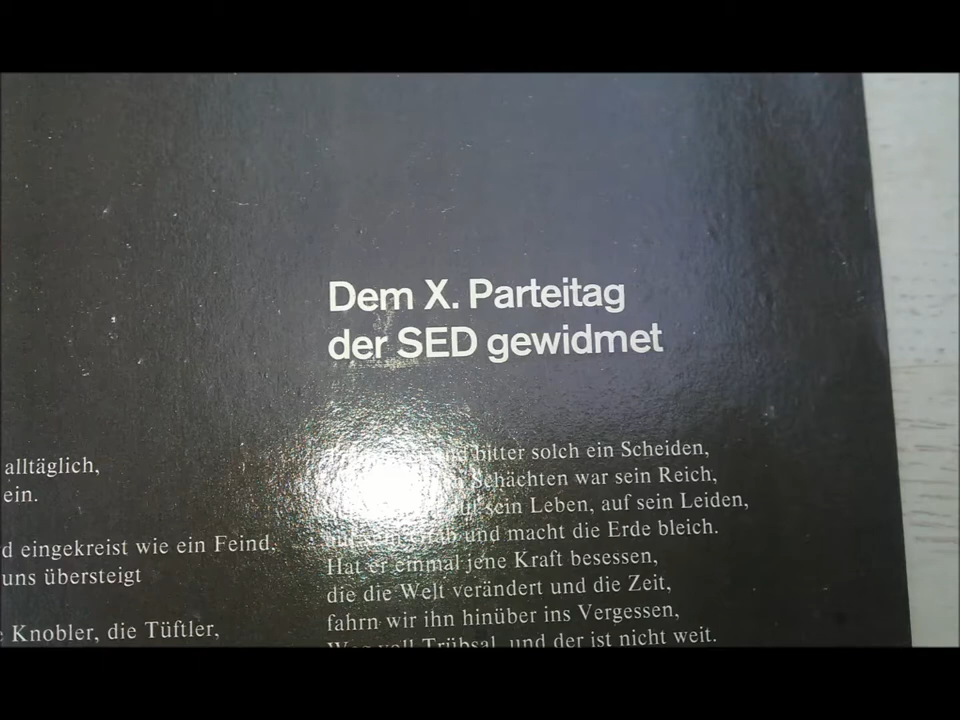 Dem X. Parteitag
der SED gewidmet
alltäglich,
ein.
eingekreist wie ein Feind,
uns übersteigt
Knobler, die Tüftler,
bitter solch ein Scheiden,
Schächten war sein Reich,
sein Leben, auf sein Leiden,
und macht die Erde bleich.
Hat er einmal jene Kraft besessen,
die die Welt verändert und die Zeit,
fahrn wir ihn hinüber ins Vergessen,
Weg voll Trübsal, und der ist nicht weit.